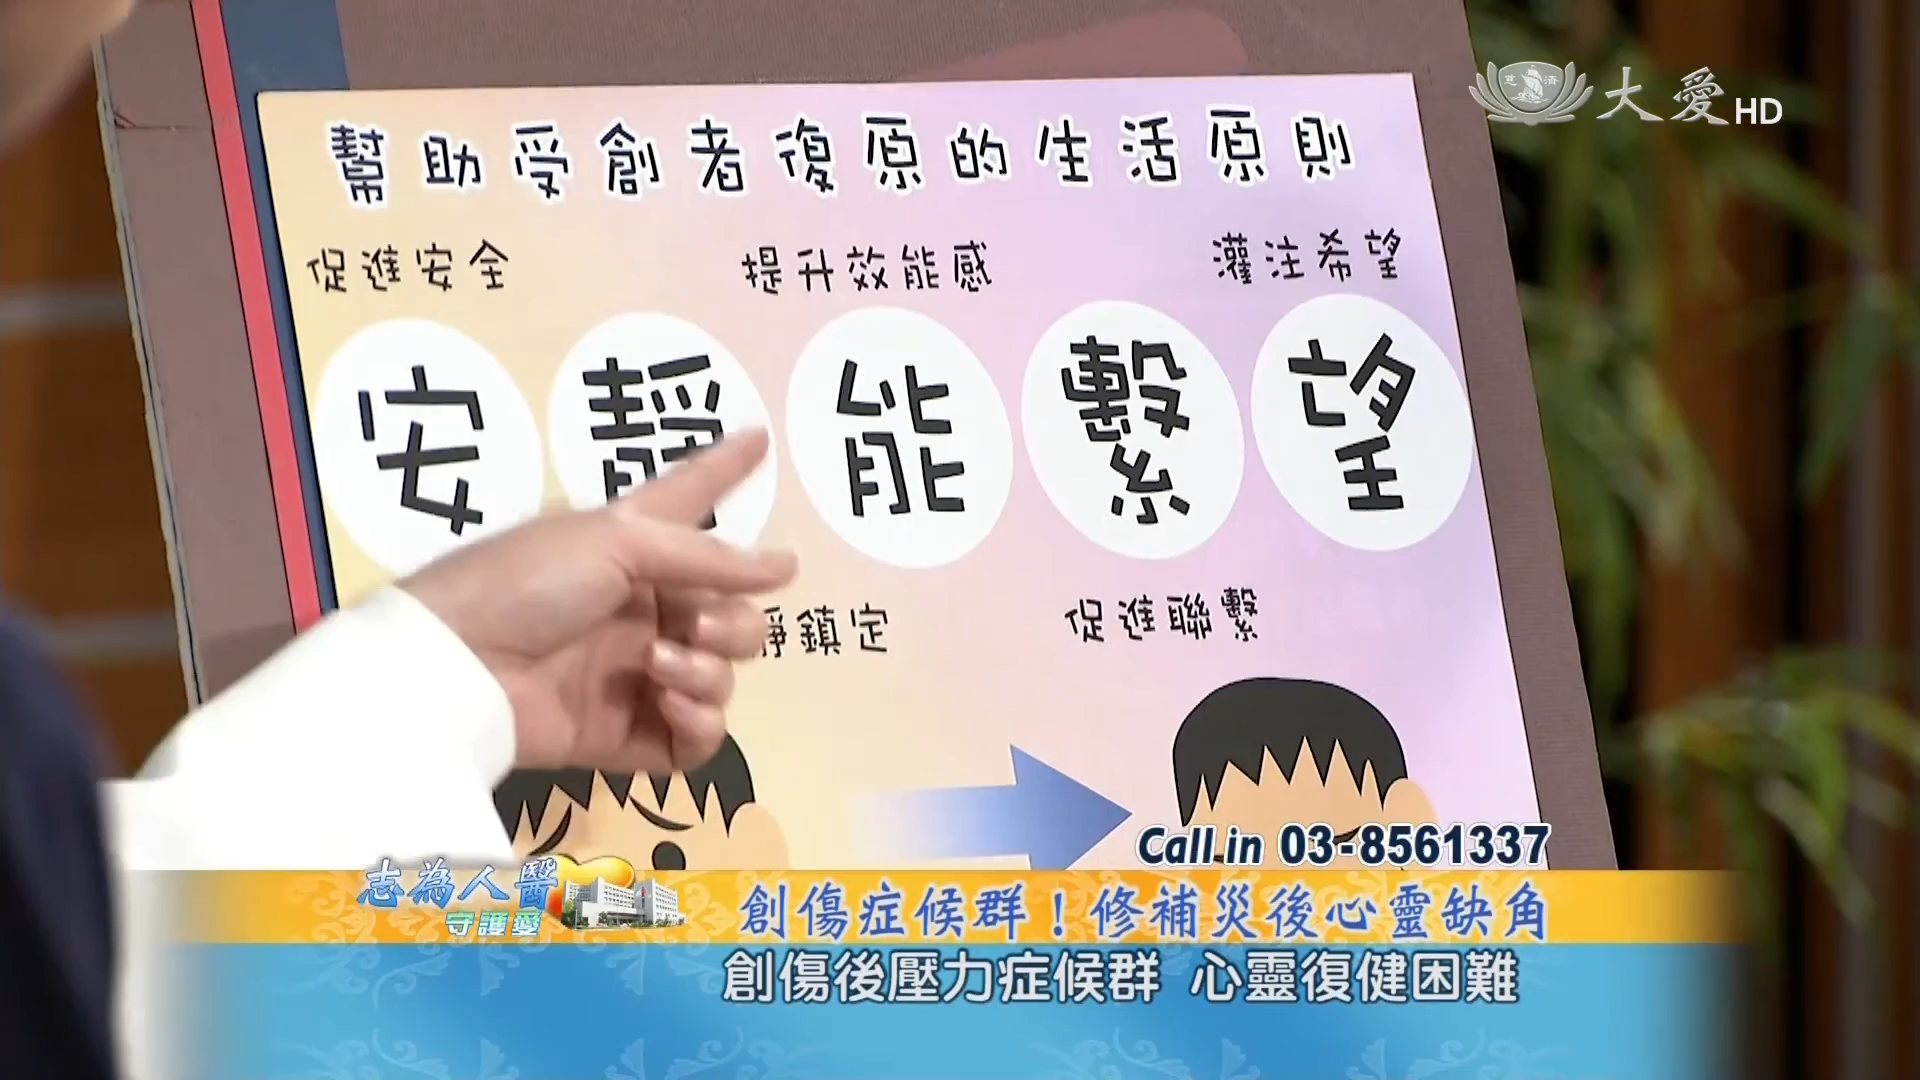 慈濟
大愛HD
幫助受創者復原的生活原則
促進安全 提升效能感 灌注希望
安靜能繫望
靜鎮定 促進聯繫
Call in 03-8561337
志為人醫
守護愛
創傷症候群！修補災後心靈缺角
創傷後壓力症候群 心靈復健困難